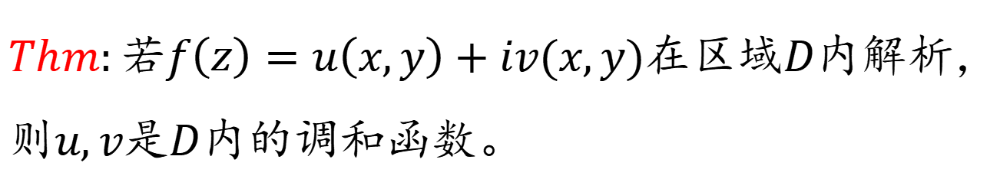 Thm: 若f(z) = u(x, y) + iv(x, y)在区域D内解析，
则u, v是D内的调和函数。